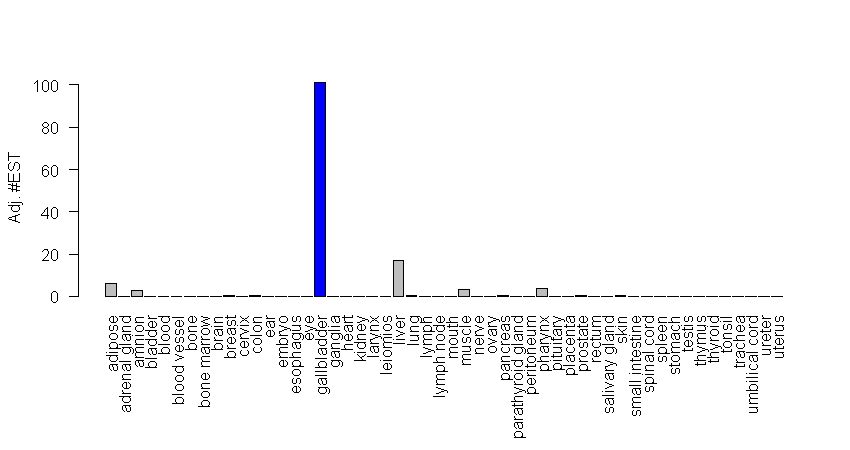 Adj. #EST
100
80
60
40
20
0
adipose
adrenal gland
amnion
bladder
blood
blood vessel
bone
bone marrow
brain
breast
cervix
colon
ear
embryo
esophagus
eye
gallbladder
ganglia
heart
kidney
larynx
leiomios
liver
lung
lymph
lymph node
mouth
muscle
nerve
ovary
pancreas
parathyroid gland
peritoneum
pharynx
pituitary
placenta
prostate
rectum
salivary gland
skin
small intestine
spinal cord
spleen
stomach
testis
thymus
thyroid
tonsil
trachea
umbilical cord
ureter
uterus